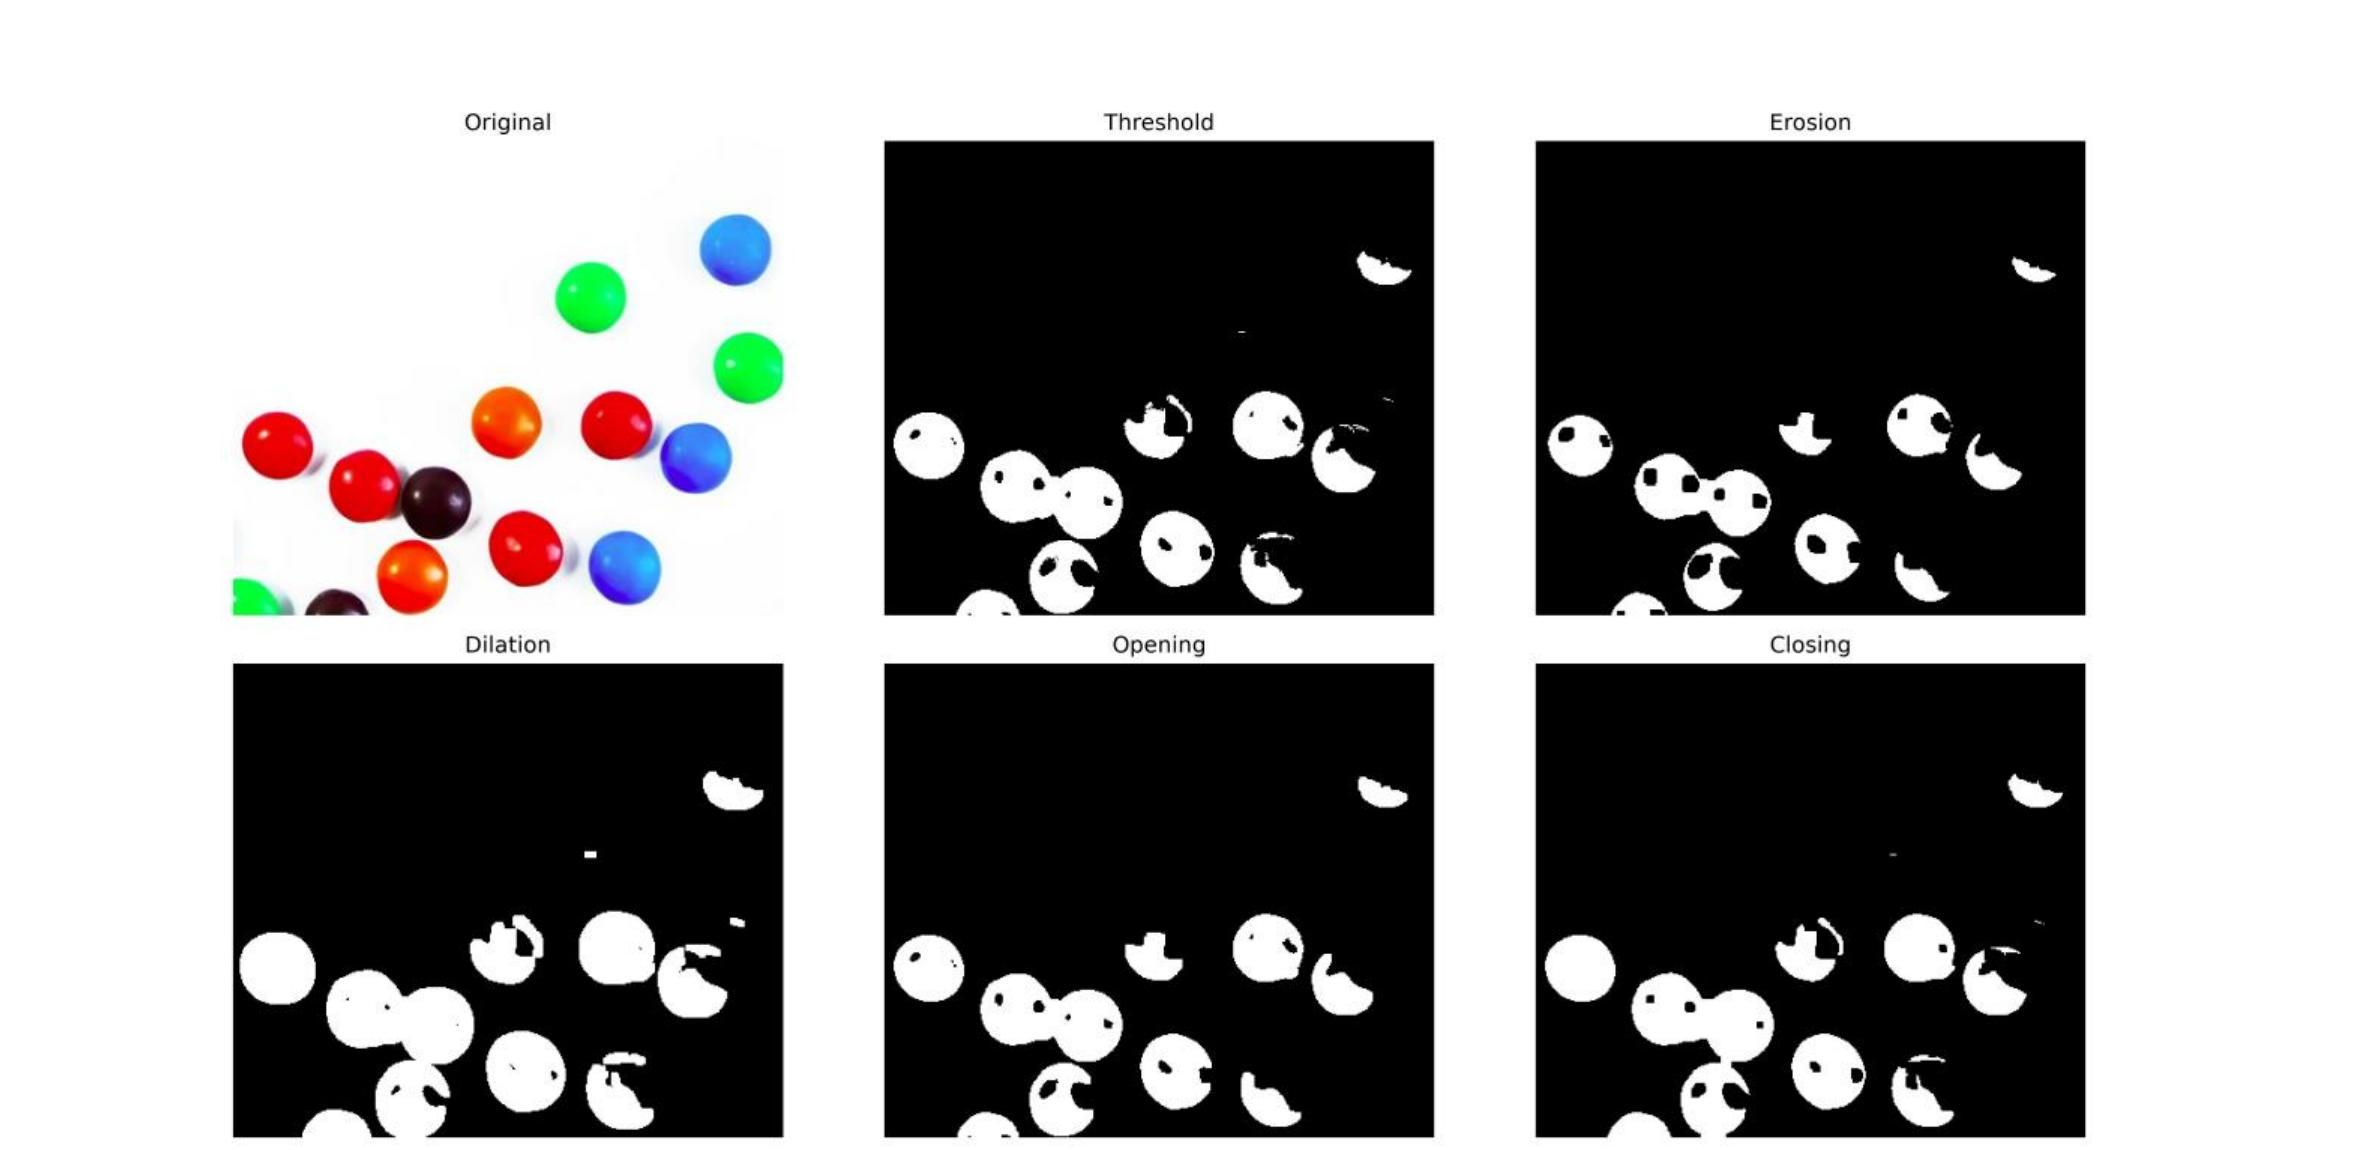 Original
Threshold
Erosion
Dilation
Opening
Closing